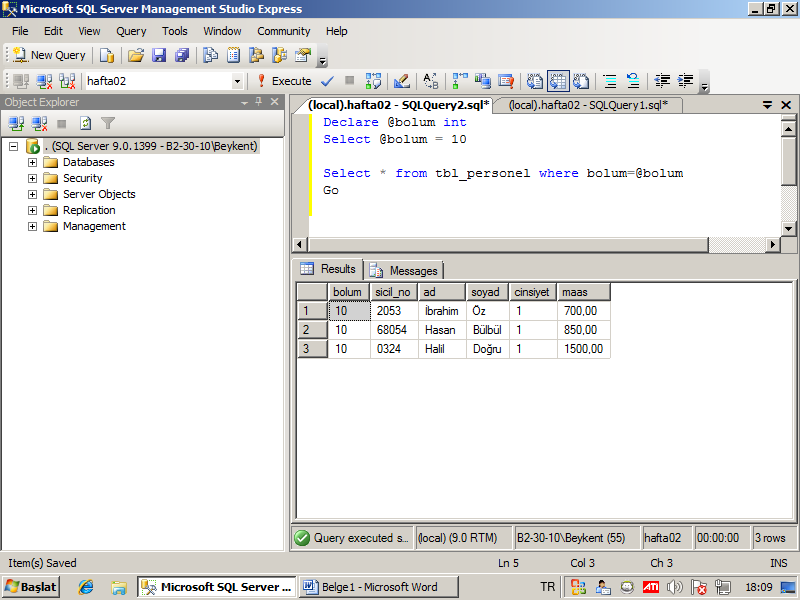 Microsoft SQL Server Management Studio Express
File Edit View Query Tools Window Community Help
New Query
hafta02 Execute
Object Explorer
. (SQL Server 9.0.1399 - B2-30-10\Beykent)
Databases
Security
Server Objects
Replication
Management
(local).hafta02 - SQLQuery2.sql* (local).hafta02 - SQLQuery1.sql*
Declare @bolum int
Select @bolum = 10
Select * from tbl_personel where bolum=@bolum
Go
Results Messages
bolum sicil_no ad soyad cinsiyet maas
1 10 2053 İbrahim Öz 1 700,00
2 10 68054 Hasan Bülbül 1 850,00
3 10 0324 Halil Doğru 1 1500,00
Query executed s... (local) (9.0 RTM) B2-30-10\Beykent (55) hafta02 00:00:00 3 rows
Item(s) Saved Ln 5 Col 3 Ch 3 INS
Başlat Microsoft SQL Server ... Belge1 - Microsoft Word TR ATI 18:09